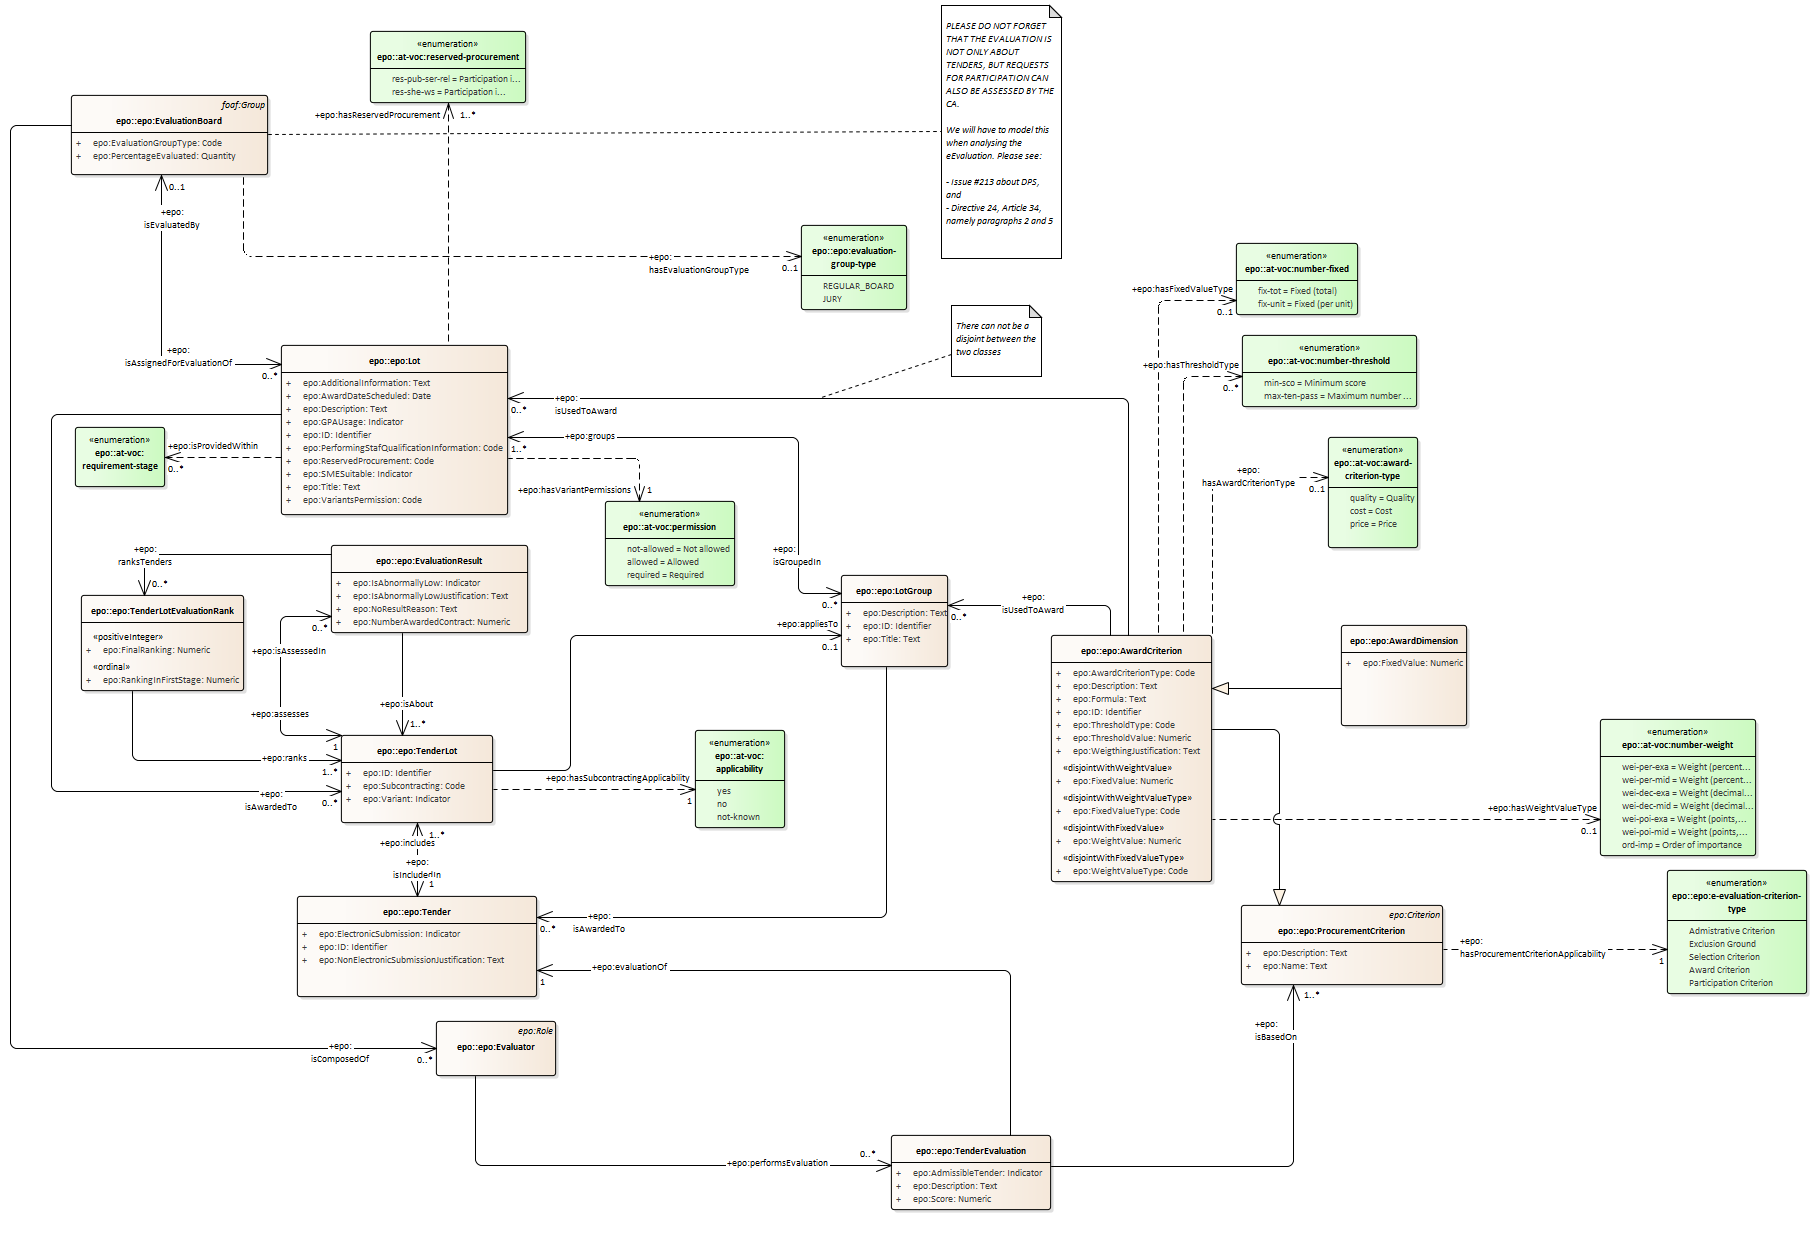 PLEASE DO NOT FORGET
THAT THE EVALUATION IS
NOT ONLY ABOUT
TENDERS, BUT REQUESTS
FOR PARTICIPATION CAN
ALSO BE ASSESSED BY THE
CA.
We will have to model this
when analysing the
eEvaluation. Please see:
- Issue #213 about DPS,
and
- Directive 24, Article 34,
namely paragraphs 2 and 5
«enumeration»
epo::at-voc:reserved-procurement
res-pub-ser-rel = Participation i...
res-she-ws = Participation i...
+epo:hasReservedProcurement
1..*
foaf:Group
epo::epo:EvaluationBoard
+ epo:EvaluationGroupType: Code
+ epo:PercentageEvaluated: Quantity
0..1
+epo:
isEvaluatedBy
«enumeration»
epo::epo:evaluation-
group-type
REGULAR_BOARD
JURY
+epo:
hasEvaluationGroupType
0..1
«enumeration»
epo::at-voc:number-fixed
fix-tot = Fixed (total)
fix-unit = Fixed (per unit)
+epo:hasFixedValueType
0..1
There can not be a
disjoint between the
two classes
«enumeration»
epo::at-voc:number-threshold
min-sco = Minimum score
max-ten-pass = Maximum number ...
+epo:hasThresholdType
0..*
+epo:
isAssignedForEvaluationOf
0..*
epo::epo:Lot
+ epo:AdditionalInformation: Text
+ epo:AwardDateScheduled: Date
+ epo:Description: Text
+ epo:GPAUsage: Indicator
+ epo:ID: Identifier
+ epo:PerformingStafQualificationInformation: Code
+ epo:ReservedProcurement: Code
+ epo:SMESuitable: Indicator
+ epo:Title: Text
+ epo:VariantsPermission: Code
+epo:
isUsedToAward
0..*
+epo:groups
1..*
«enumeration»
epo::at-voc:
requirement-stage
+epo:isProvidedWithin
0..*
+epo:hasVariantPermissions
1
«enumeration»
epo::at-voc:permission
not-allowed = Not allowed
allowed = Allowed
required = Required
«enumeration»
epo::at-voc:award-
criterion-type
quality = Quality
cost = Cost
price = Price
+epo:
hasAwardCriterionType
0..1
+epo:
ranksTenders
0..*
epo::epo:EvaluationResult
+ epo:IsAbnormallyLow: Indicator
+ epo:IsAbnormallyLowJustification: Text
+ epo:NoResultReason: Text
+ epo:NumberAwardedContract: Numeric
+epo:
isGroupedIn
0..*
epo::epo:LotGroup
+ epo:Description: Text
+ epo:ID: Identifier
+ epo:Title: Text
+epo:
isUsedToAward
0..*
+epo:appliesTo
0..1
epo::epo:TenderLotEvaluationRank
«positiveInteger»
+ epo:FinalRanking: Numeric
«ordinal»
+ epo:RankingInFirstStage: Numeric
0..*
+epo:isAssessedIn
+epo:assesses
1
+epo:isAbout
1..*
+epo:ranks
1..*
+epo:
isAwardedTo
0..*
epo::epo:TenderLot
+ epo:ID: Identifier
+ epo:Subcontracting: Code
+ epo:Variant: Indicator
+epo:hasSubcontractingApplicability
1
«enumeration»
epo::at-voc:
applicability
yes
no
not-known
epo::epo:AwardCriterion
+ epo:AwardCriterionType: Code
+ epo:Description: Text
+ epo:Formula: Text
+ epo:ID: Identifier
+ epo:ThresholdType: Code
+ epo:ThresholdValue: Numeric
+ epo:WeigthingJustification: Text
«disjointWithWeightValue»
+ epo:FixedValue: Numeric
«disjointWithWeightValueType»
+ epo:FixedValueType: Code
«disjointWithFixedValue»
+ epo:WeightValue: Numeric
«disjointWithFixedValueType»
+ epo:WeightValueType: Code
epo::epo:AwardDimension
+ epo:FixedValue: Numeric
«enumeration»
epo::at-voc:number-weight
wei-per-exa = Weight (percent...
wei-per-mid = Weight (percent...
wei-dec-exa = Weight (decimal...
wei-dec-mid = Weight (decimal...
wei-poi-exa = Weight (points,...
wei-poi-mid = Weight (points,...
ord-imp = Order of importance
+epo:hasWeightValueType
0..1
1..*
+epo:includes
+epo:
isIncludedIn
1
epo::epo:Tender
+ epo:ElectronicSubmission: Indicator
+ epo:ID: Identifier
+ epo:NonElectronicSubmissionJustification: Text
+epo:
isAwardedTo
0..*
+epo:evaluationOf
1
epo:Criterion
epo::epo:ProcurementCriterion
+ epo:Description: Text
+ epo:Name: Text
+epo:
hasProcurementCriterionApplicability
1
«enumeration»
epo::epo:e-evaluation-criterion-
type
Admistrative Criterion
Exclusion Ground
Selection Criterion
Award Criterion
Participation Criterion
1..*
+epo:
isBasedOn
+epo:
isComposedOf
0..*
epo:Role
epo::epo:Evaluator
+epo:performsEvaluation
0..*
epo::epo:TenderEvaluation
+ epo:AdmissibleTender: Indicator
+ epo:Description: Text
+ epo:Score: Numeric